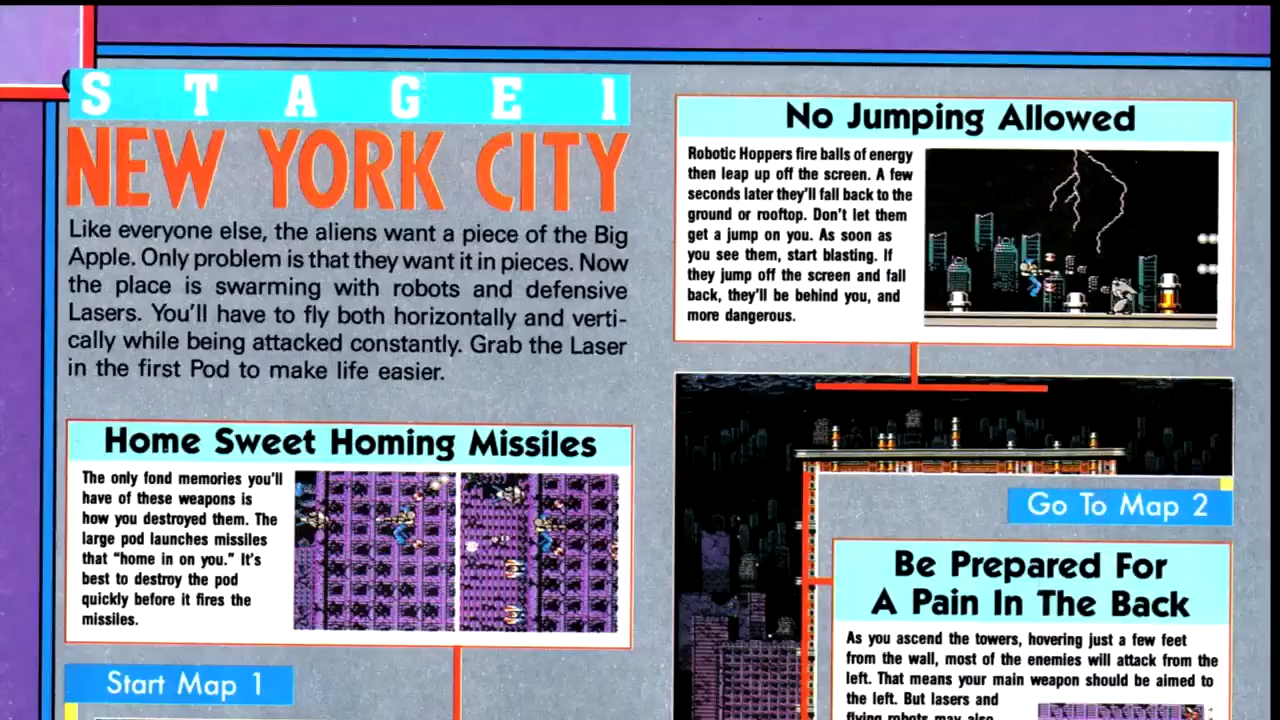 STAGE 1
NEW YORK CITY
Like everyone else, the aliens want a piece of the Big
Apple. Only problem is that they want it in pieces. Now
the place is swarming with robots and defensive
Lasers. You'll have to fly both horizontally and verti-
cally while being attacked constantly. Grab the Laser
in the first Pod to make life easier.
Home Sweet Homing Missiles
The only fond memories you'll
have of these weapons is
how you destroyed them. The
large pod launches missiles
that "home in on you." It's
best to destroy the pod
quickly before it fires the
missiles.
Start Map 1
No Jumping Allowed
Robotic Hoppers fire balls of energy
then leap up off the screen. A few
seconds later they'll fall back to the
ground or rooftop. Don't let them
get a jump on you. As soon as
you see them, start blasting. If
they jump off the screen and fall
back, they'll be behind you, and
more dangerous.
Go To Map 2
Be Prepared For
A Pain In The Back
As you ascend the towers, hovering just a few feet
from the wall, most of the enemies will attack from the
left. That means your main weapon should be aimed to
the left. But lasers and
flying robots may also